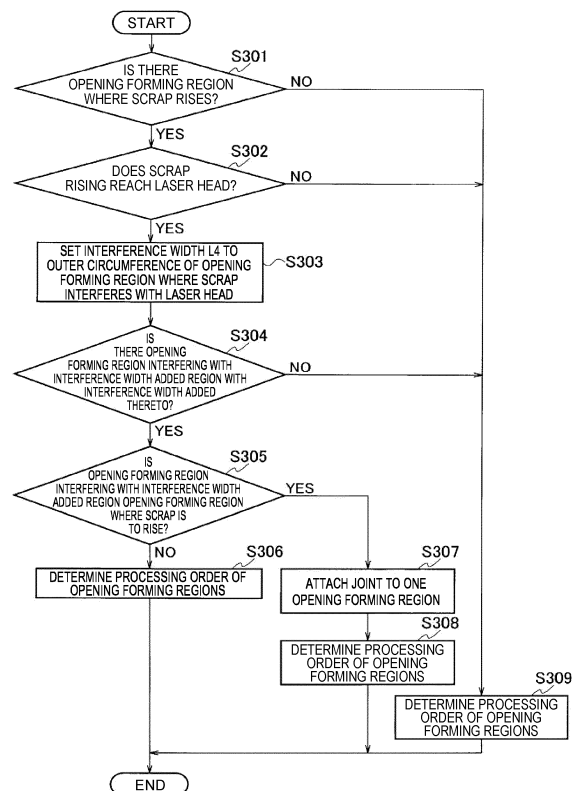 START
S301
IS THERE
OPENING FORMING REGION
WHERE SCRAP RISES?
NO
YES
S302
DOES SCRAP
RISING REACH LASER HEAD?
NO
YES
SET INTERFERENCE WIDTH L4 TO
OUTER CIRCUMFERENCE OF OPENING
FORMING REGION WHERE SCRAP
INTERFERES WITH LASER HEAD
S303
IS
THERE OPENING
FORMING REGION INTERFERING WITH
INTERFERENCE WIDTH ADDED REGION WITH
INTERFERENCE WIDTH ADDED
THERETO?
S304
NO
YES
IS
OPENING FORMING REGION
INTERFERING WITH INTERFERENCE WIDTH
ADDED REGION OPENING FORMING REGION
WHERE SCRAP IS
TO RISE?
S305
YES
NO
S306
DETERMINE PROCESSING ORDER OF
OPENING FORMING REGIONS
S307
ATTACH JOINT TO ONE
OPENING FORMING REGION
S308
DETERMINE PROCESSING
ORDER OF OPENING
FORMING REGIONS
S309
DETERMINE PROCESSING
ORDER OF OPENING
FORMING REGIONS
END